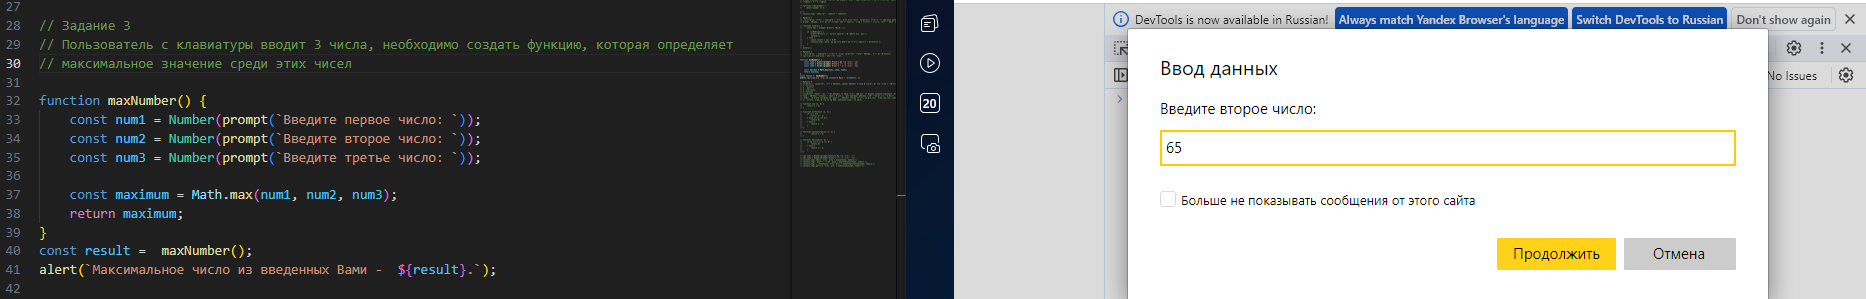 27
28 // Задание 3
29 // Пользователь с клавиатуры вводит 3 числа, необходимо создать функцию, которая определяет
30 // максимальное значение среди этих чисел
31
32 function maxNumber() {
33 const num1 = Number(prompt(`Введите первое число: `));
34 const num2 = Number(prompt(`Введите второе число: `));
35 const num3 = Number(prompt(`Введите третье число: `));
36
37 const maximum = Math.max(num1, num2, num3);
38 return maximum;
39 }
40 const result =  maxNumber();
41 alert(`Максимальное число из введенных Вами -  ${result}.`);
42
20
DevTools is now available in Russian! Always match Yandex Browser's language Switch DevTools to Russian Don't show again
No Issues
Ввод данных
Введите второе число:
65
Больше не показывать сообщения от этого сайта
Продолжить Отмена